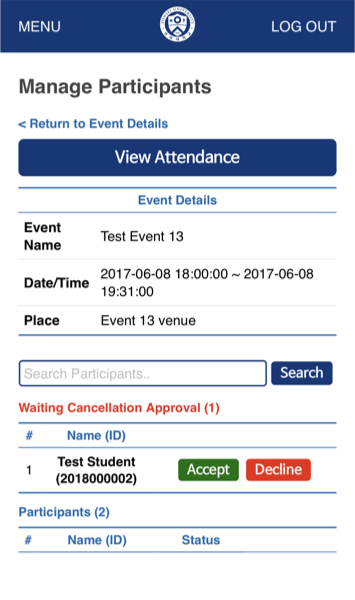 MENU
LOG OUT
Manage Participants
< Return to Event Details
View Attendance
Event Details
Event
Name
Test Event 13
Date/Time
2017-06-08 18:00:00 ~ 2017-06-08
19:31:00
Place
Event 13 venue
Search Participants..
Search
Waiting Cancellation Approval (1)
# Name (ID)
1
Test Student
(2018000002)
Accept
Decline
Participants (2)
# Name (ID) Status